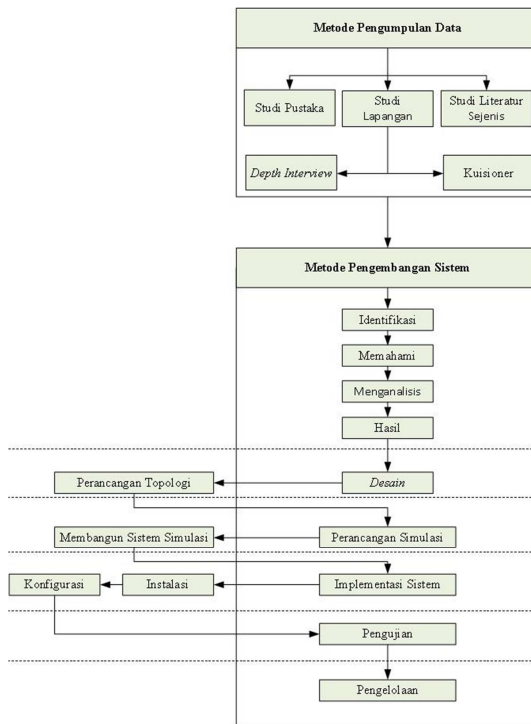 Metode Pengumpulan Data
Studi Pustaka
Studi
Lapangan
Studi Literatur
Sejenis
Depth Interview
Kuisioner
Metode Pengembangan Sistem
Identifikasi
Memahami
Menganalisis
Hasil
Perancangan Topologi
Desain
Membangun Sistem Simulasi
Perancangan Simulasi
Konfigurasi
Instalasi
Implementasi Sistem
Pengujian
Pengelolaan